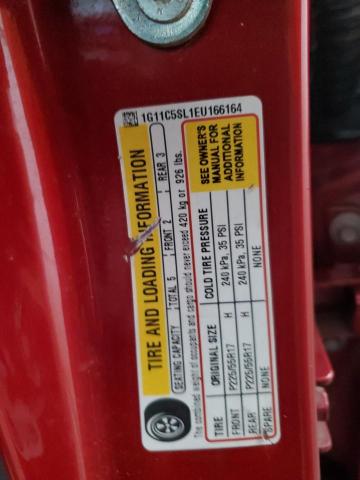 1G11C5SL1EU166164
TIRE AND LOADING INFORMATION
SEATING CAPACITY TOTAL 5 FRONT 2 REAR 3
The combined weight of occupants and cargo should never exceed 420 kg or 926 lbs.
TIRE ORIGINAL SIZE COLD TIRE PRESSURE
FRONT P225/55R17 H 240 kPa, 35 PSI
REAR P225/55R17 H 240 kPa, 35 PSI
SPARE NONE NONE
SEE OWNER'S
MANUAL FOR
ADDITIONAL
INFORMATION